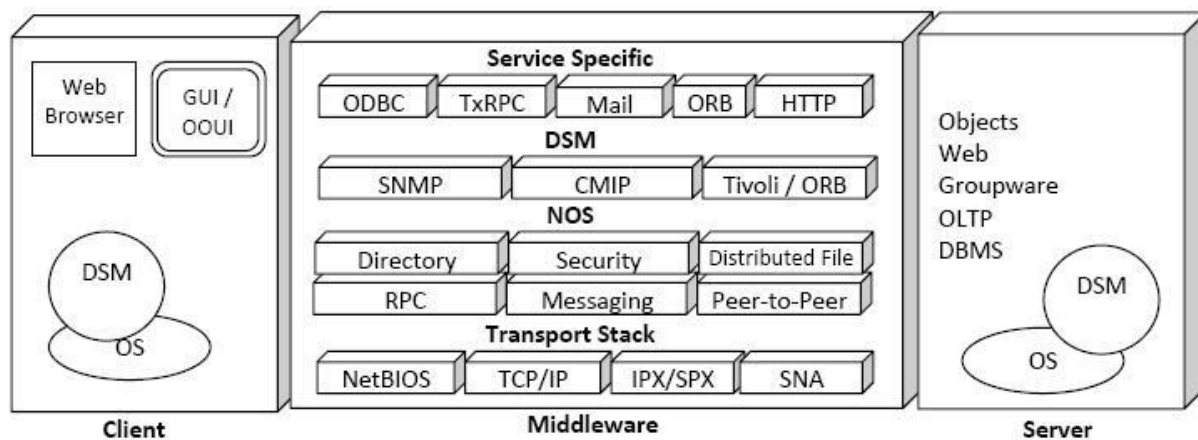 Web
Browser
GUI /
OOUI
DSM
OS
Client
Service Specific
ODBC TxRPC Mail ORB HTTP
DSM
SNMP CMIP Tivoli / ORB
NOS
Directory Security Distributed File
RPC Messaging Peer-to-Peer
Transport Stack
NetBIOS TCP/IP IPX/SPX SNA
Middleware
Objects
Web
Groupware
OLTP
DBMS
DSM
OS
Server